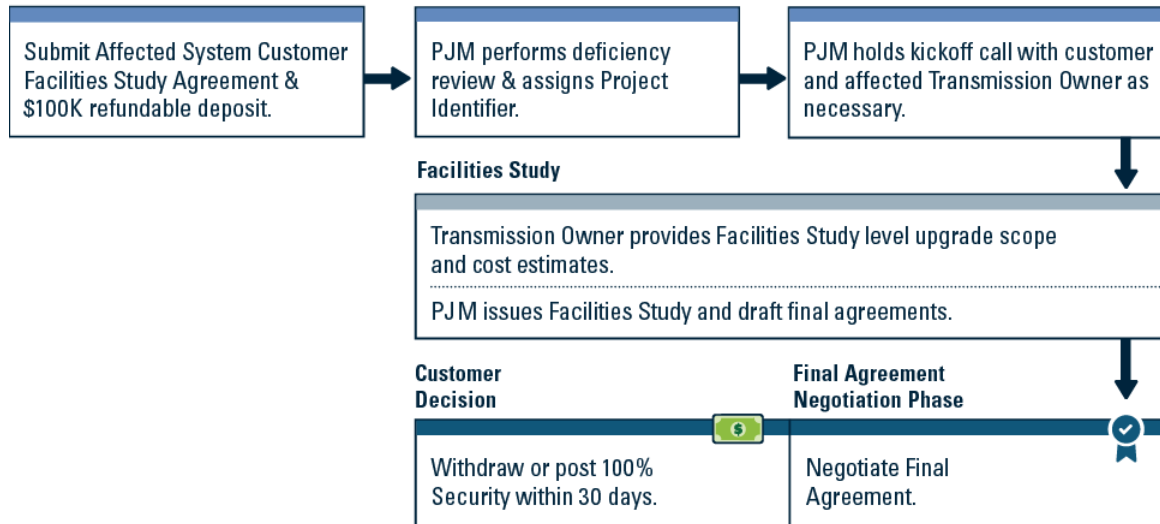 Submit Affected System Customer
Facilities Study Agreement &
$100K refundable deposit.
PJM performs deficiency
review & assigns Project
Identifier.
PJM holds kickoff call with customer
and affected Transmission Owner as
necessary.
Facilities Study
Transmission Owner provides Facilities Study level upgrade scope
and cost estimates.
PJM issues Facilities Study and draft final agreements.
Customer
Decision
$
Withdraw or post 100%
Security within 30 days.
Final Agreement
Negotiation Phase
Negotiate Final
Agreement.